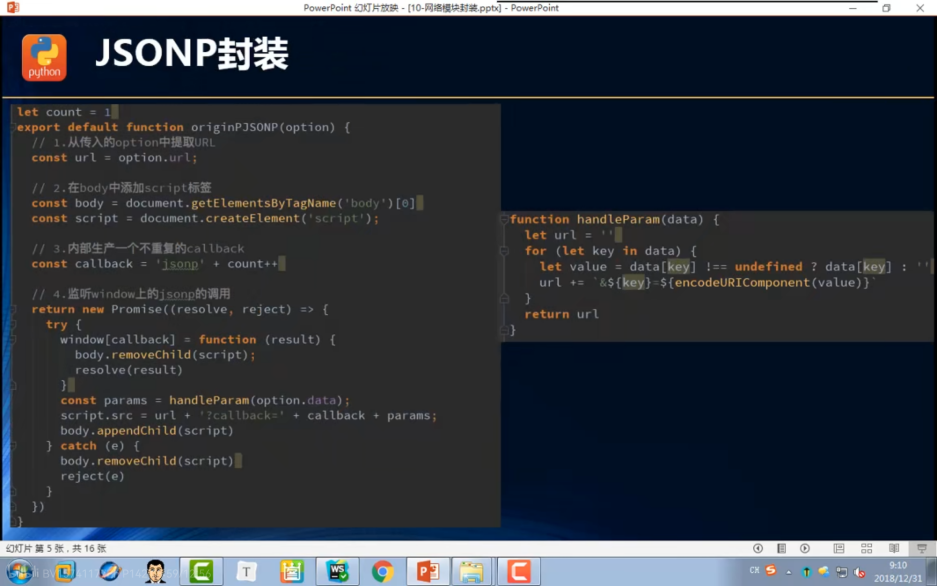 PowerPoint 幻灯片放映 - [10-网络模块封装.pptx] - PowerPoint
python
JSONP封装
let count = 1
export default function originPJSONP(option) {
// 1.从传入的option中提取URL
const url = option.url;
// 2.在body中添加script标签
const body = document.getElementsByTagName('body')[0]
const script = document.createElement('script');
// 3.内部生产一个不重复的callback
const callback = 'jsonp' + count++
// 4.监听window上的jsonp的调用
return new Promise((resolve, reject) => {
try {
window[callback] = function (result) {
body.removeChild(script);
resolve(result)
}
const params = handleParam(option.data);
script.src = url + '?callback=' + callback + params;
body.appendChild(script)
} catch (e) {
body.removeChild(script)
reject(e)
}
})
}
function handleParam(data) {
let url = ''
for (let key in data) {
let value = data[key] !== undefined ? data[key] : ''
url += `&${key}=${encodeURIComponent(value)}`
}
return url
}
幻灯片 第 5 张，共 16 张
CH
9:10
2018/12/31